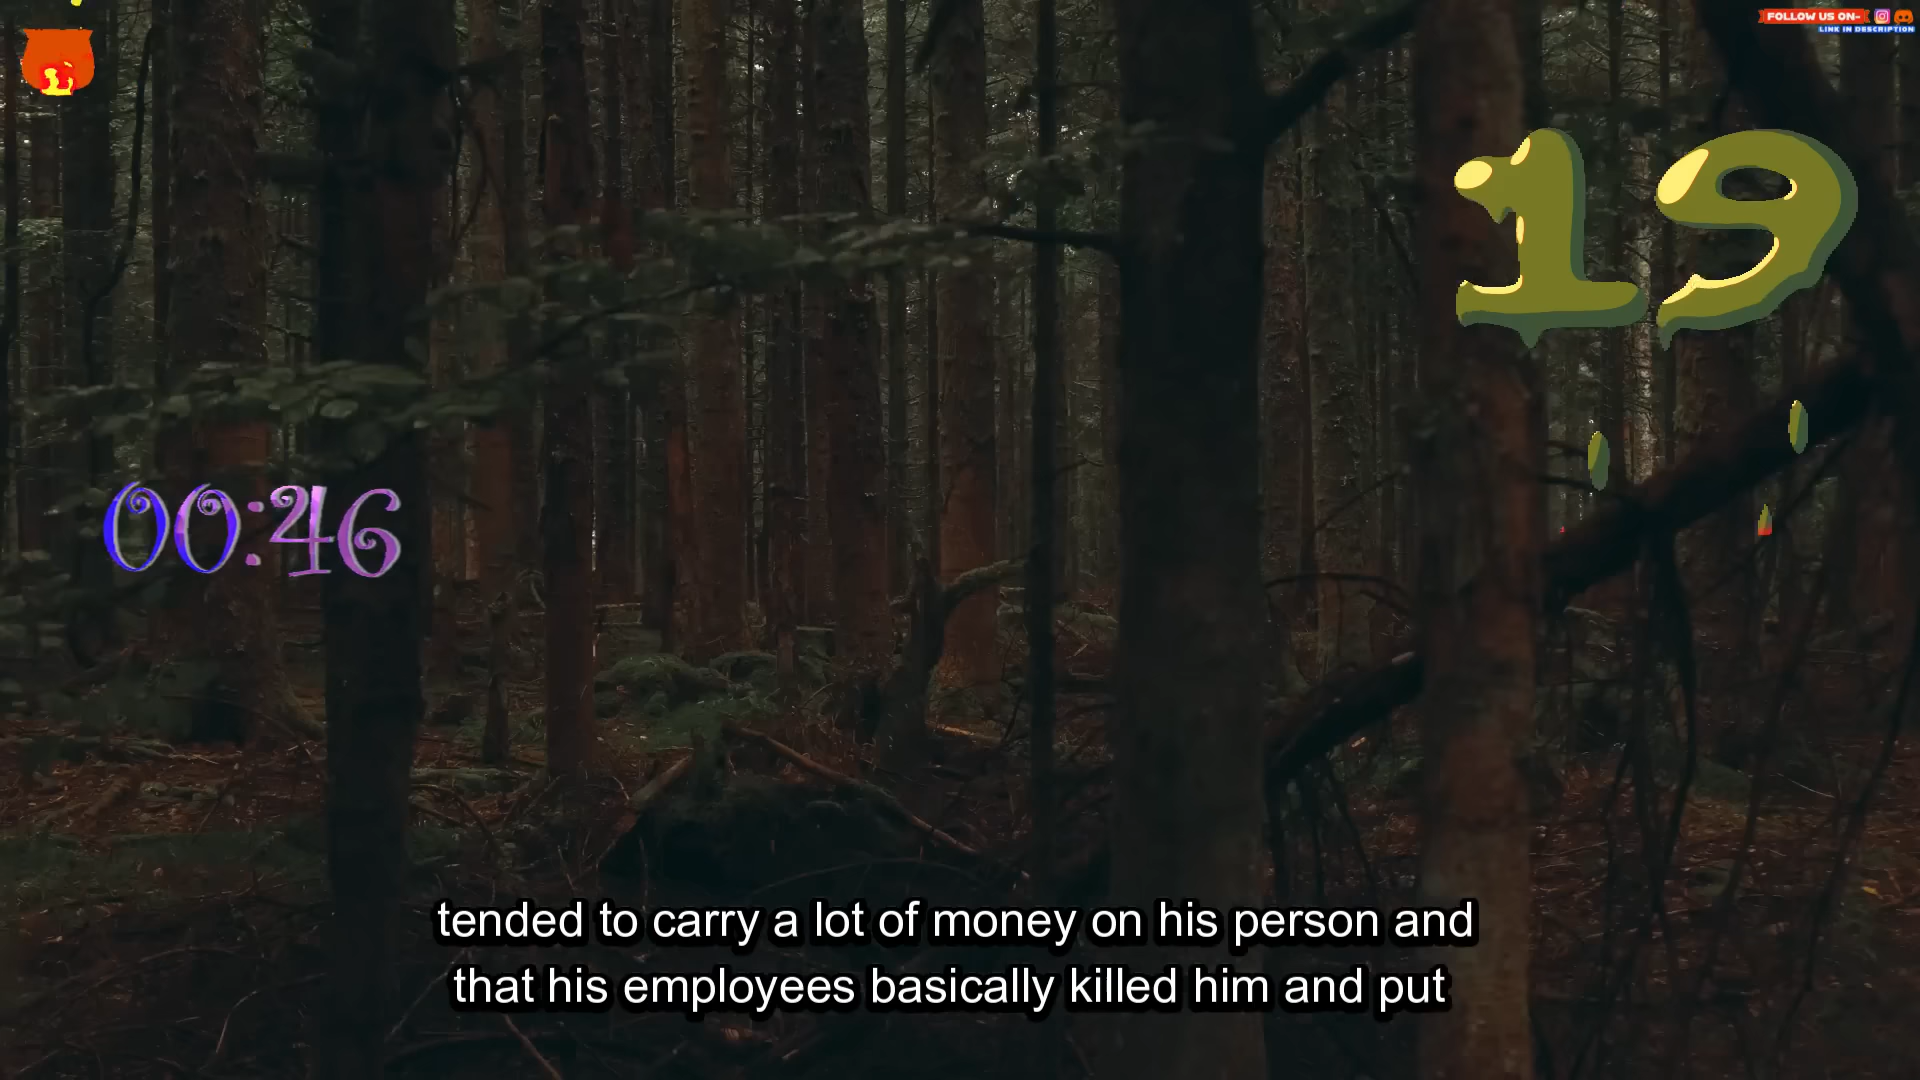 FOLLOW US ON-
LINK IN DESCRIPTION
19
00:46
tended to carry a lot of money on his person and
that his employees basically killed him and put